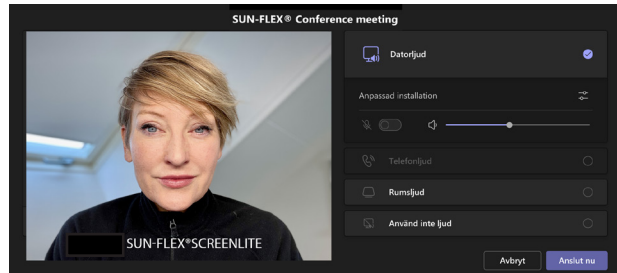 SUN-FLEX® Conference meeting
Datorljud
Anpassad installation
Telefonljud
Rumsljud
Använd inte ljud
SUN-FLEX®SCREENLITE
Avbryt
Anslut nu